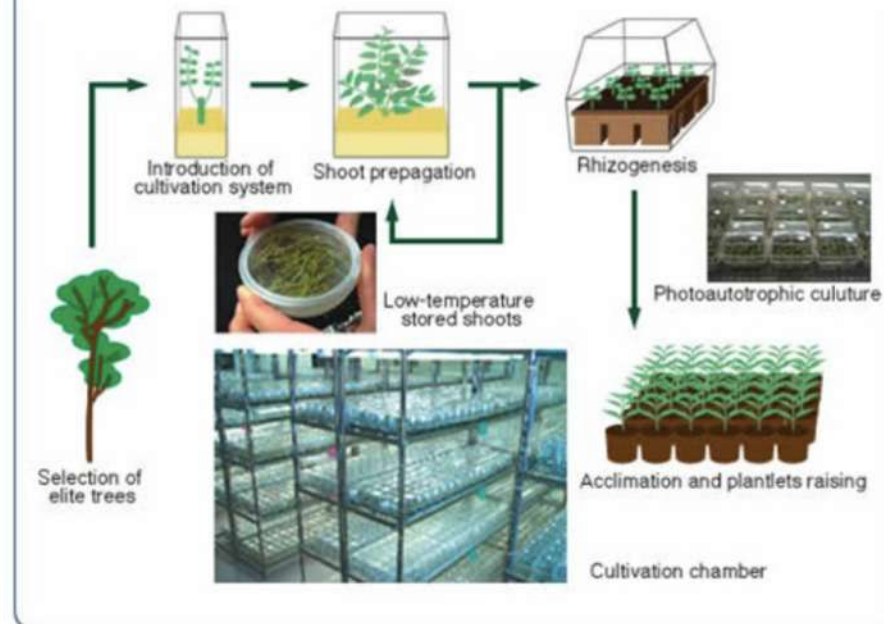 Introduction of
cultivation system
Shoot propagation
Rhizogenesis
Low-temperature
stored shoots
Photoautotrophic culuture
Selection of
elite trees
Acclimation and plantlets raising
Cultivation chamber